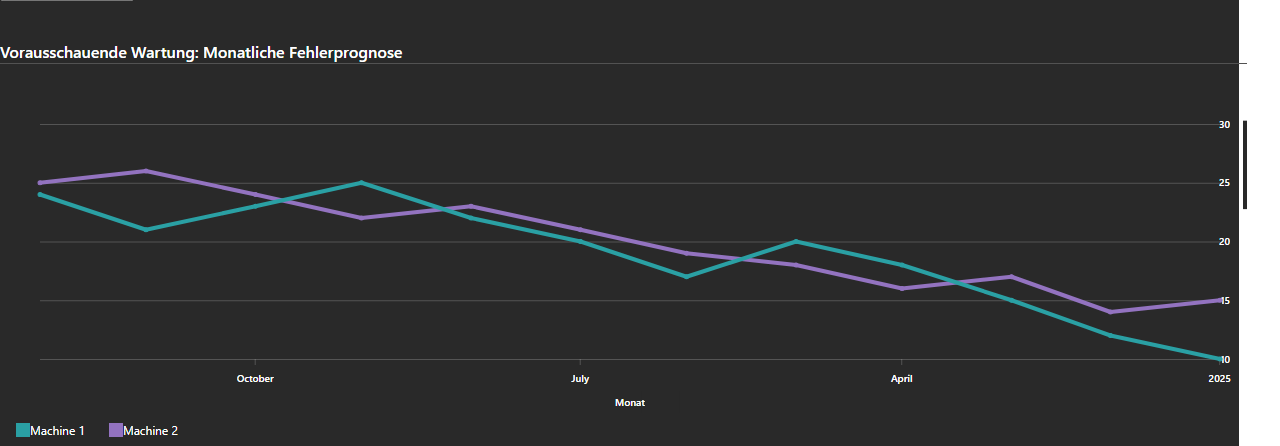 Vorausschauende Wartung: Monatliche Fehlerprognose
30
25
20
15
10
October July April 2025
Monat
Machine 1 Machine 2